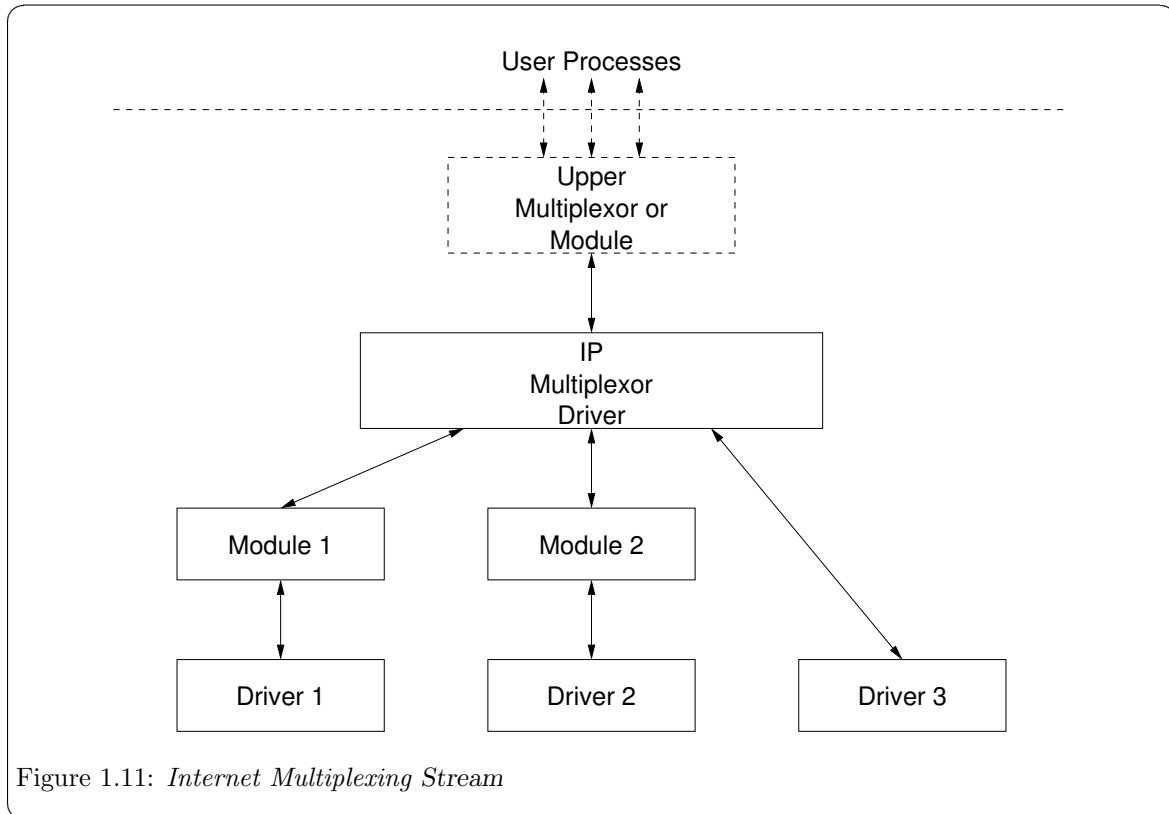 User Processes
Upper
Multiplexor or
Module
IP
Multiplexor
Driver
Module 1
Module 2
Driver 1
Driver 2
Driver 3
Figure 1.11: Internet Multiplexing Stream